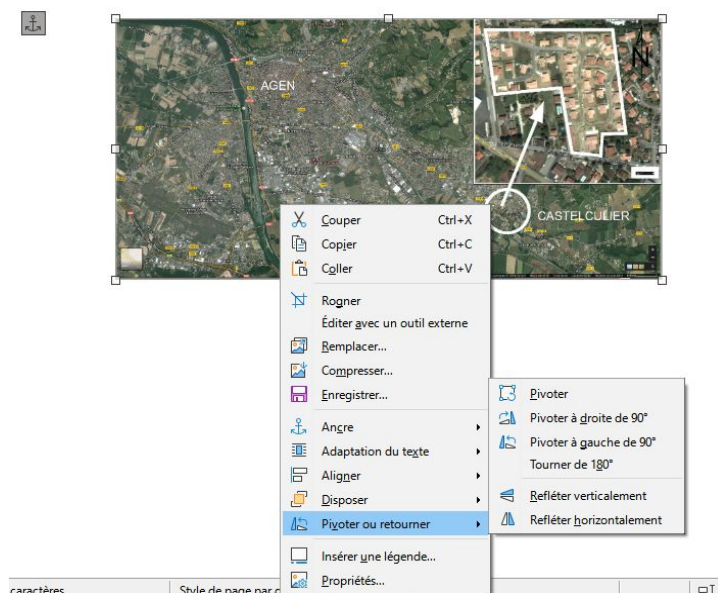 AGEN
N
CASTELCULIER
Couper Ctrl+X
Copier Ctrl+C
Coller Ctrl+V
Rogner
Éditer avec un outil externe
Remplacer...
Compresser...
Enregistrer...
Ancre
Adaptation du texte
Aligner
Disposer
Pivoter ou retourner
Insérer une légende...
Propriétés...
Pivoter
Pivoter à droite de 90°
Pivoter à gauche de 90°
Tourner de 180°
Refléter verticalement
Refléter horizontalement
caractères
Style de page par